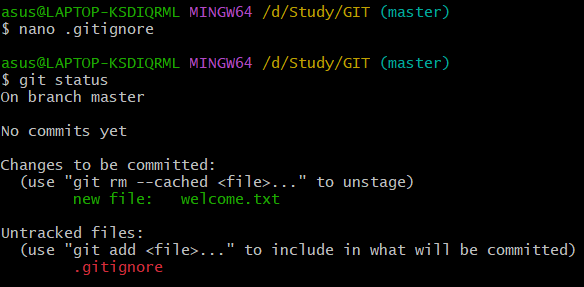 asus@LAPTOP-KSDIQRML MINGW64 /d/Study/GIT (master)
$ nano .gitignore
asus@LAPTOP-KSDIQRML MINGW64 /d/Study/GIT (master)
$ git status
On branch master
No commits yet
Changes to be committed:
(use "git rm --cached <file>..." to unstage)
new file:   welcome.txt
Untracked files:
(use "git add <file>..." to include in what will be committed)
.gitignore